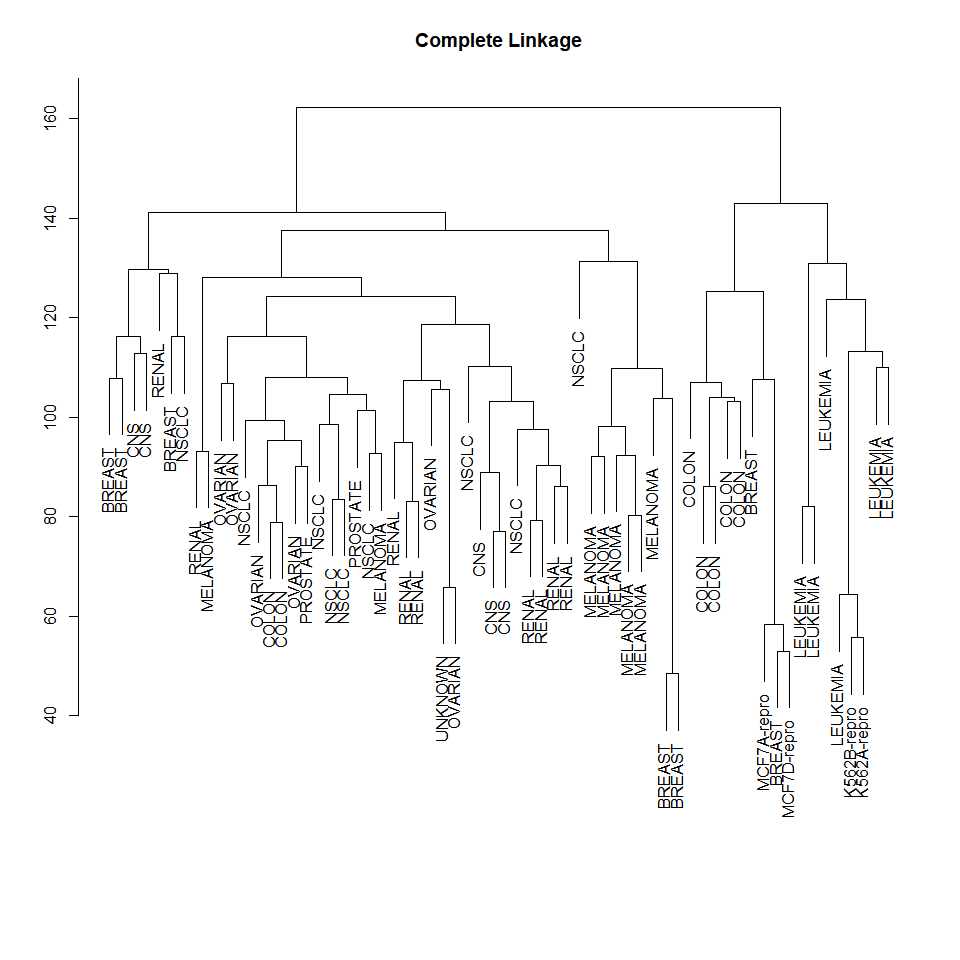 Complete Linkage
160
140
120
100
80
60
40
BREAST
BREAST
CNS
CNS
RENAL
BREAST
NSCLC
RENAL
MELANOMA
OVARIAN
OVARIAN
NSCLC
OVARIAN
COLON
COLON
OVARIAN
PROSTATE
NSCLC
NSCLC
NSCLC
PROSTATE
NSCLC
MELANOMA
RENAL
RENAL
RENAL
OVARIAN
UNKNOWN
OVARIAN
NSCLC
CNS
CNS
CNS
NSCLC
RENAL
RENAL
RENAL
RENAL
NSCLC
MELANOMA
MELANOMA
MELANOMA
MELANOMA
MELANOMA
MELANOMA
BREAST
BREAST
COLON
COLON
COLON
COLON
COLON
BREAST
MCF7A-repro
BREAST
MCF7D-repro
LEUKEMIA
LEUKEMIA
LEUKEMIA
LEUKEMIA
K562B-repro
K562A-repro
LEUKEMIA
LEUKEMIA